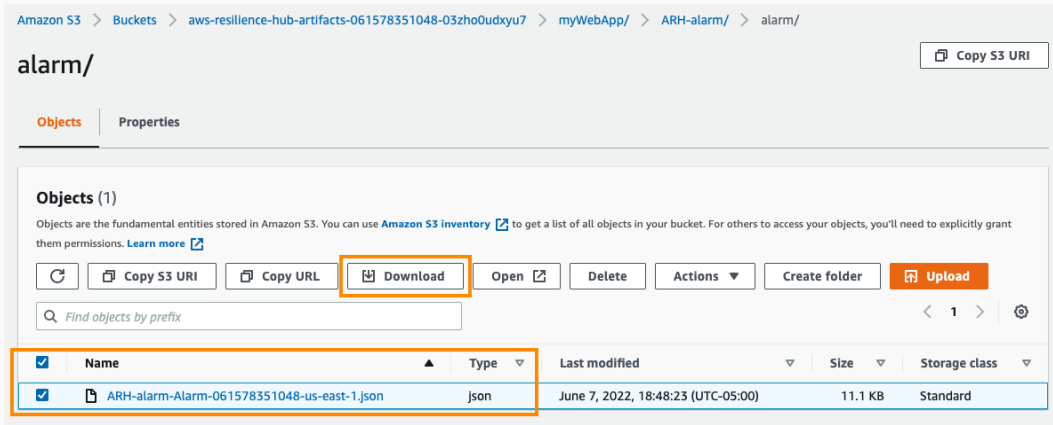 Amazon S3 > Buckets > aws-resilience-hub-artifacts-061578351048-03zho0udxyu7 > myWebApp/ > ARH-alarm/ > alarm/
alarm/
Copy S3 URI
Objects Properties
Objects (1)
Objects are the fundamental entities stored in Amazon S3. You can use Amazon S3 inventory to get a list of all objects in your bucket. For others to access your objects, you'll need to explicitly grant
them permissions. Learn more
Copy S3 URI Copy URL Download Open Delete Actions Create folder Upload
Find objects by prefix
< 1 >
Name Type Last modified Size Storage class
ARH-alarm-Alarm-061578351048-us-east-1.json json June 7, 2022, 18:48:23 (UTC-05:00) 11.1 KB Standard